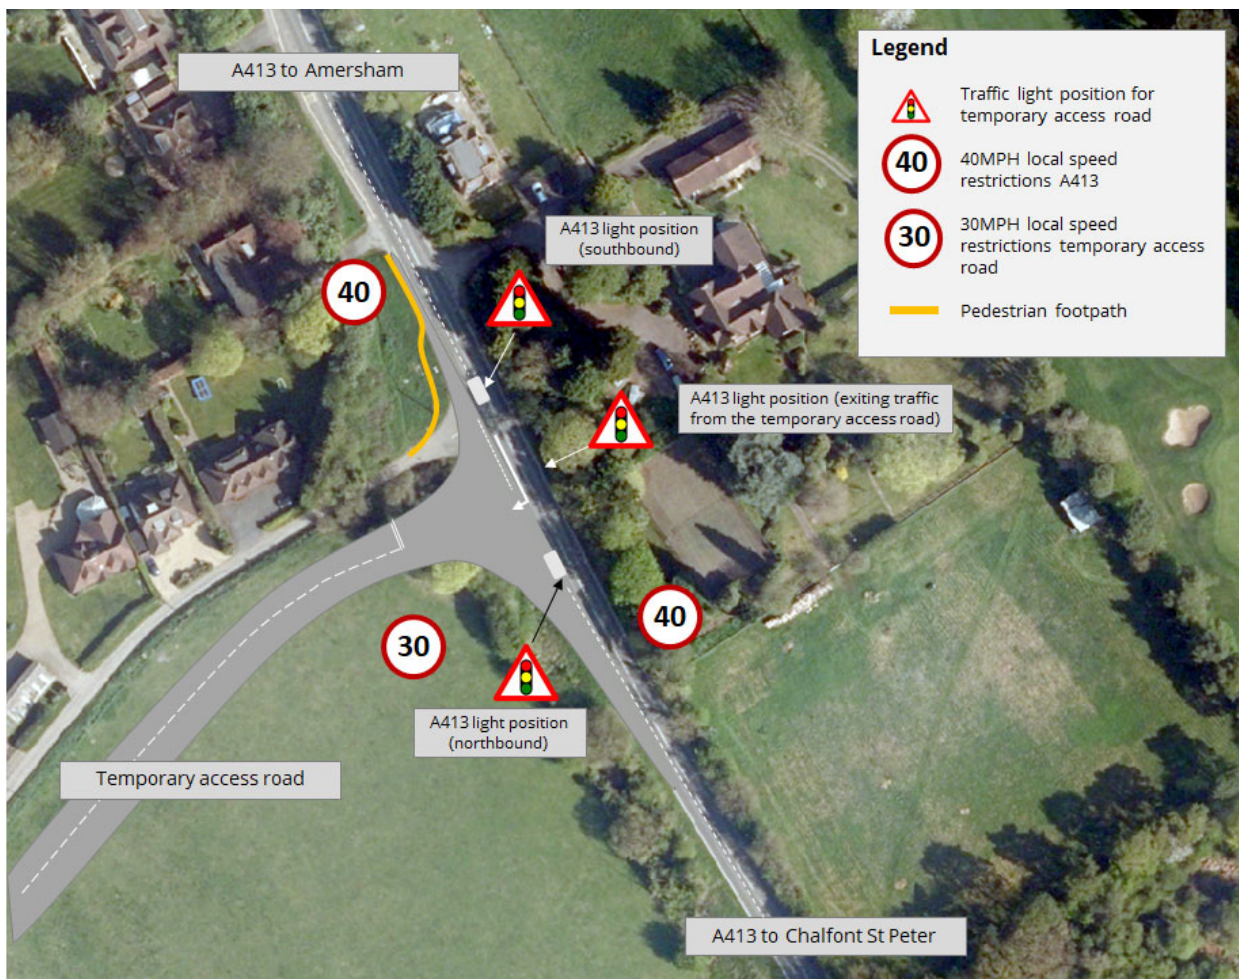 A413 to Amersham
Legend
Traffic light position for
temporary access road
40
40MPH local speed
restrictions A413
30
30MPH local speed
restrictions temporary access
road
Pedestrian footpath
A413 light position
(southbound)
40
A413 light position (exiting traffic
from the temporary access road)
40
30
A413 light position
(northbound)
Temporary access road
A413 to Chalfont St Peter